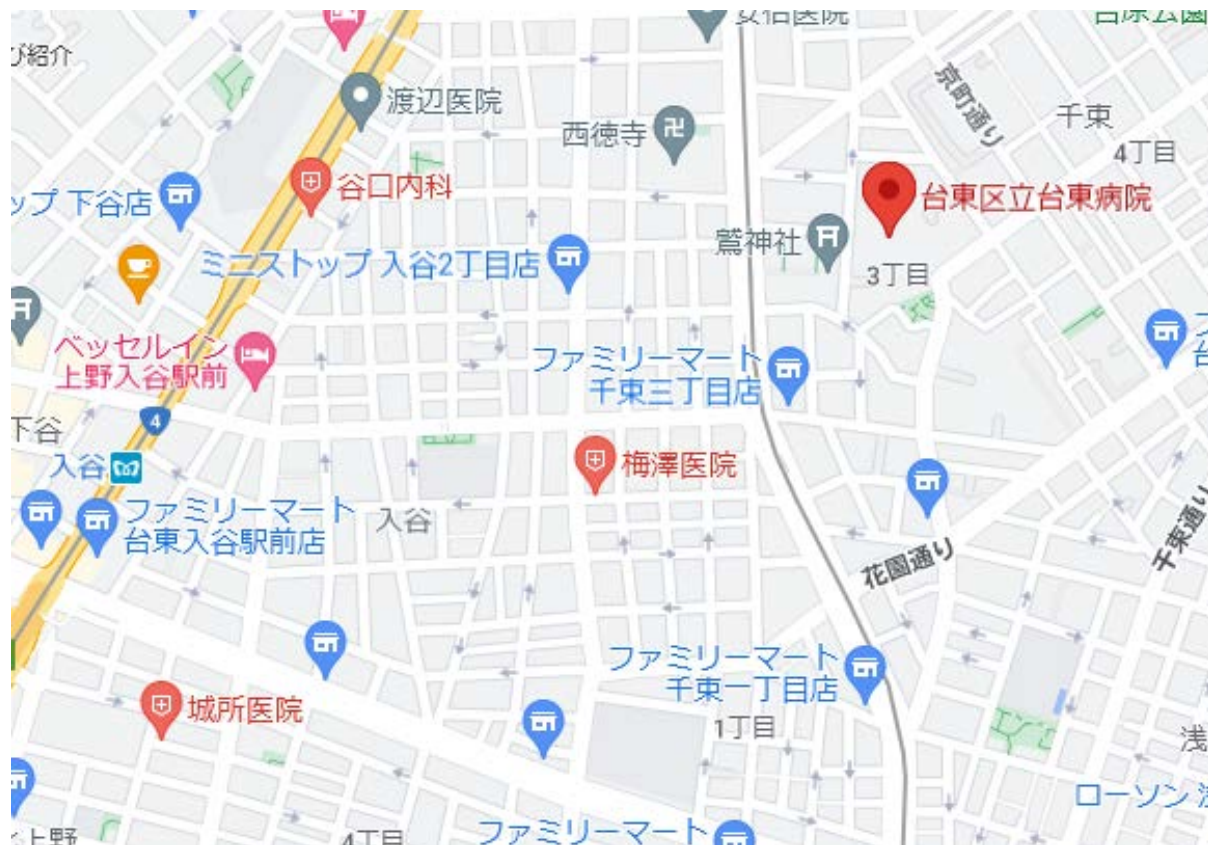 安倍医院
び紹介
渡辺医院
京町通り
千束
4丁目
西徳寺
谷口内科
ップ 下谷店
台東区立台東病院
鷲神社
ミニストップ 入谷2丁目店
3丁目
ベッセルイン
上野入谷駅前
ファミリーマート
千束三丁目店
4
下谷
入谷
梅澤医院
ファミリーマート
台東入谷駅前店
入谷
千束通り
花園通り
ファミリーマート
千束一丁目店
城所医院
1丁目
浅
ローソン
上野
4丁目
ファミリーマート